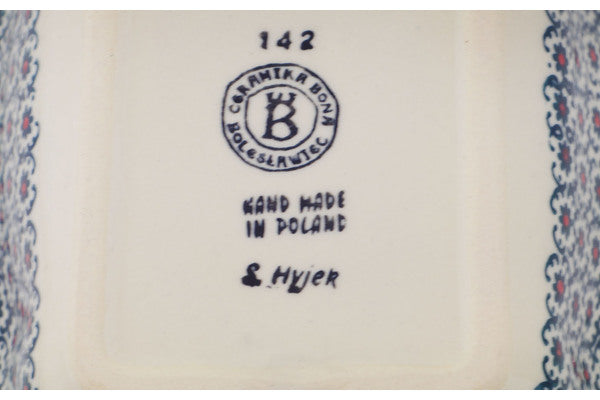 142
CERAMIKA BONA
B
BOLESŁAWIEC
HAND MADE
IN POLAND
S. Hyjek